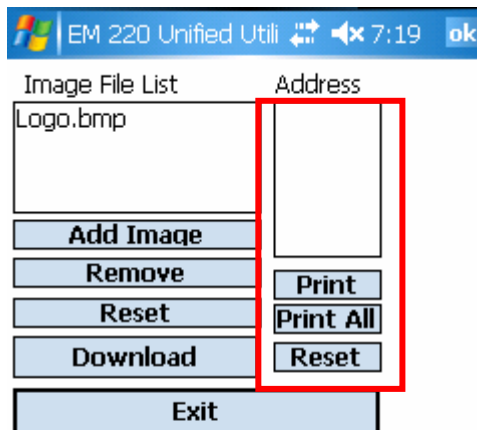 EM 220 Unified Utili 7:19 ok
Image File List Address
Logo.bmp
Add Image
Remove
Print
Reset
Print All
Download
Reset
Exit